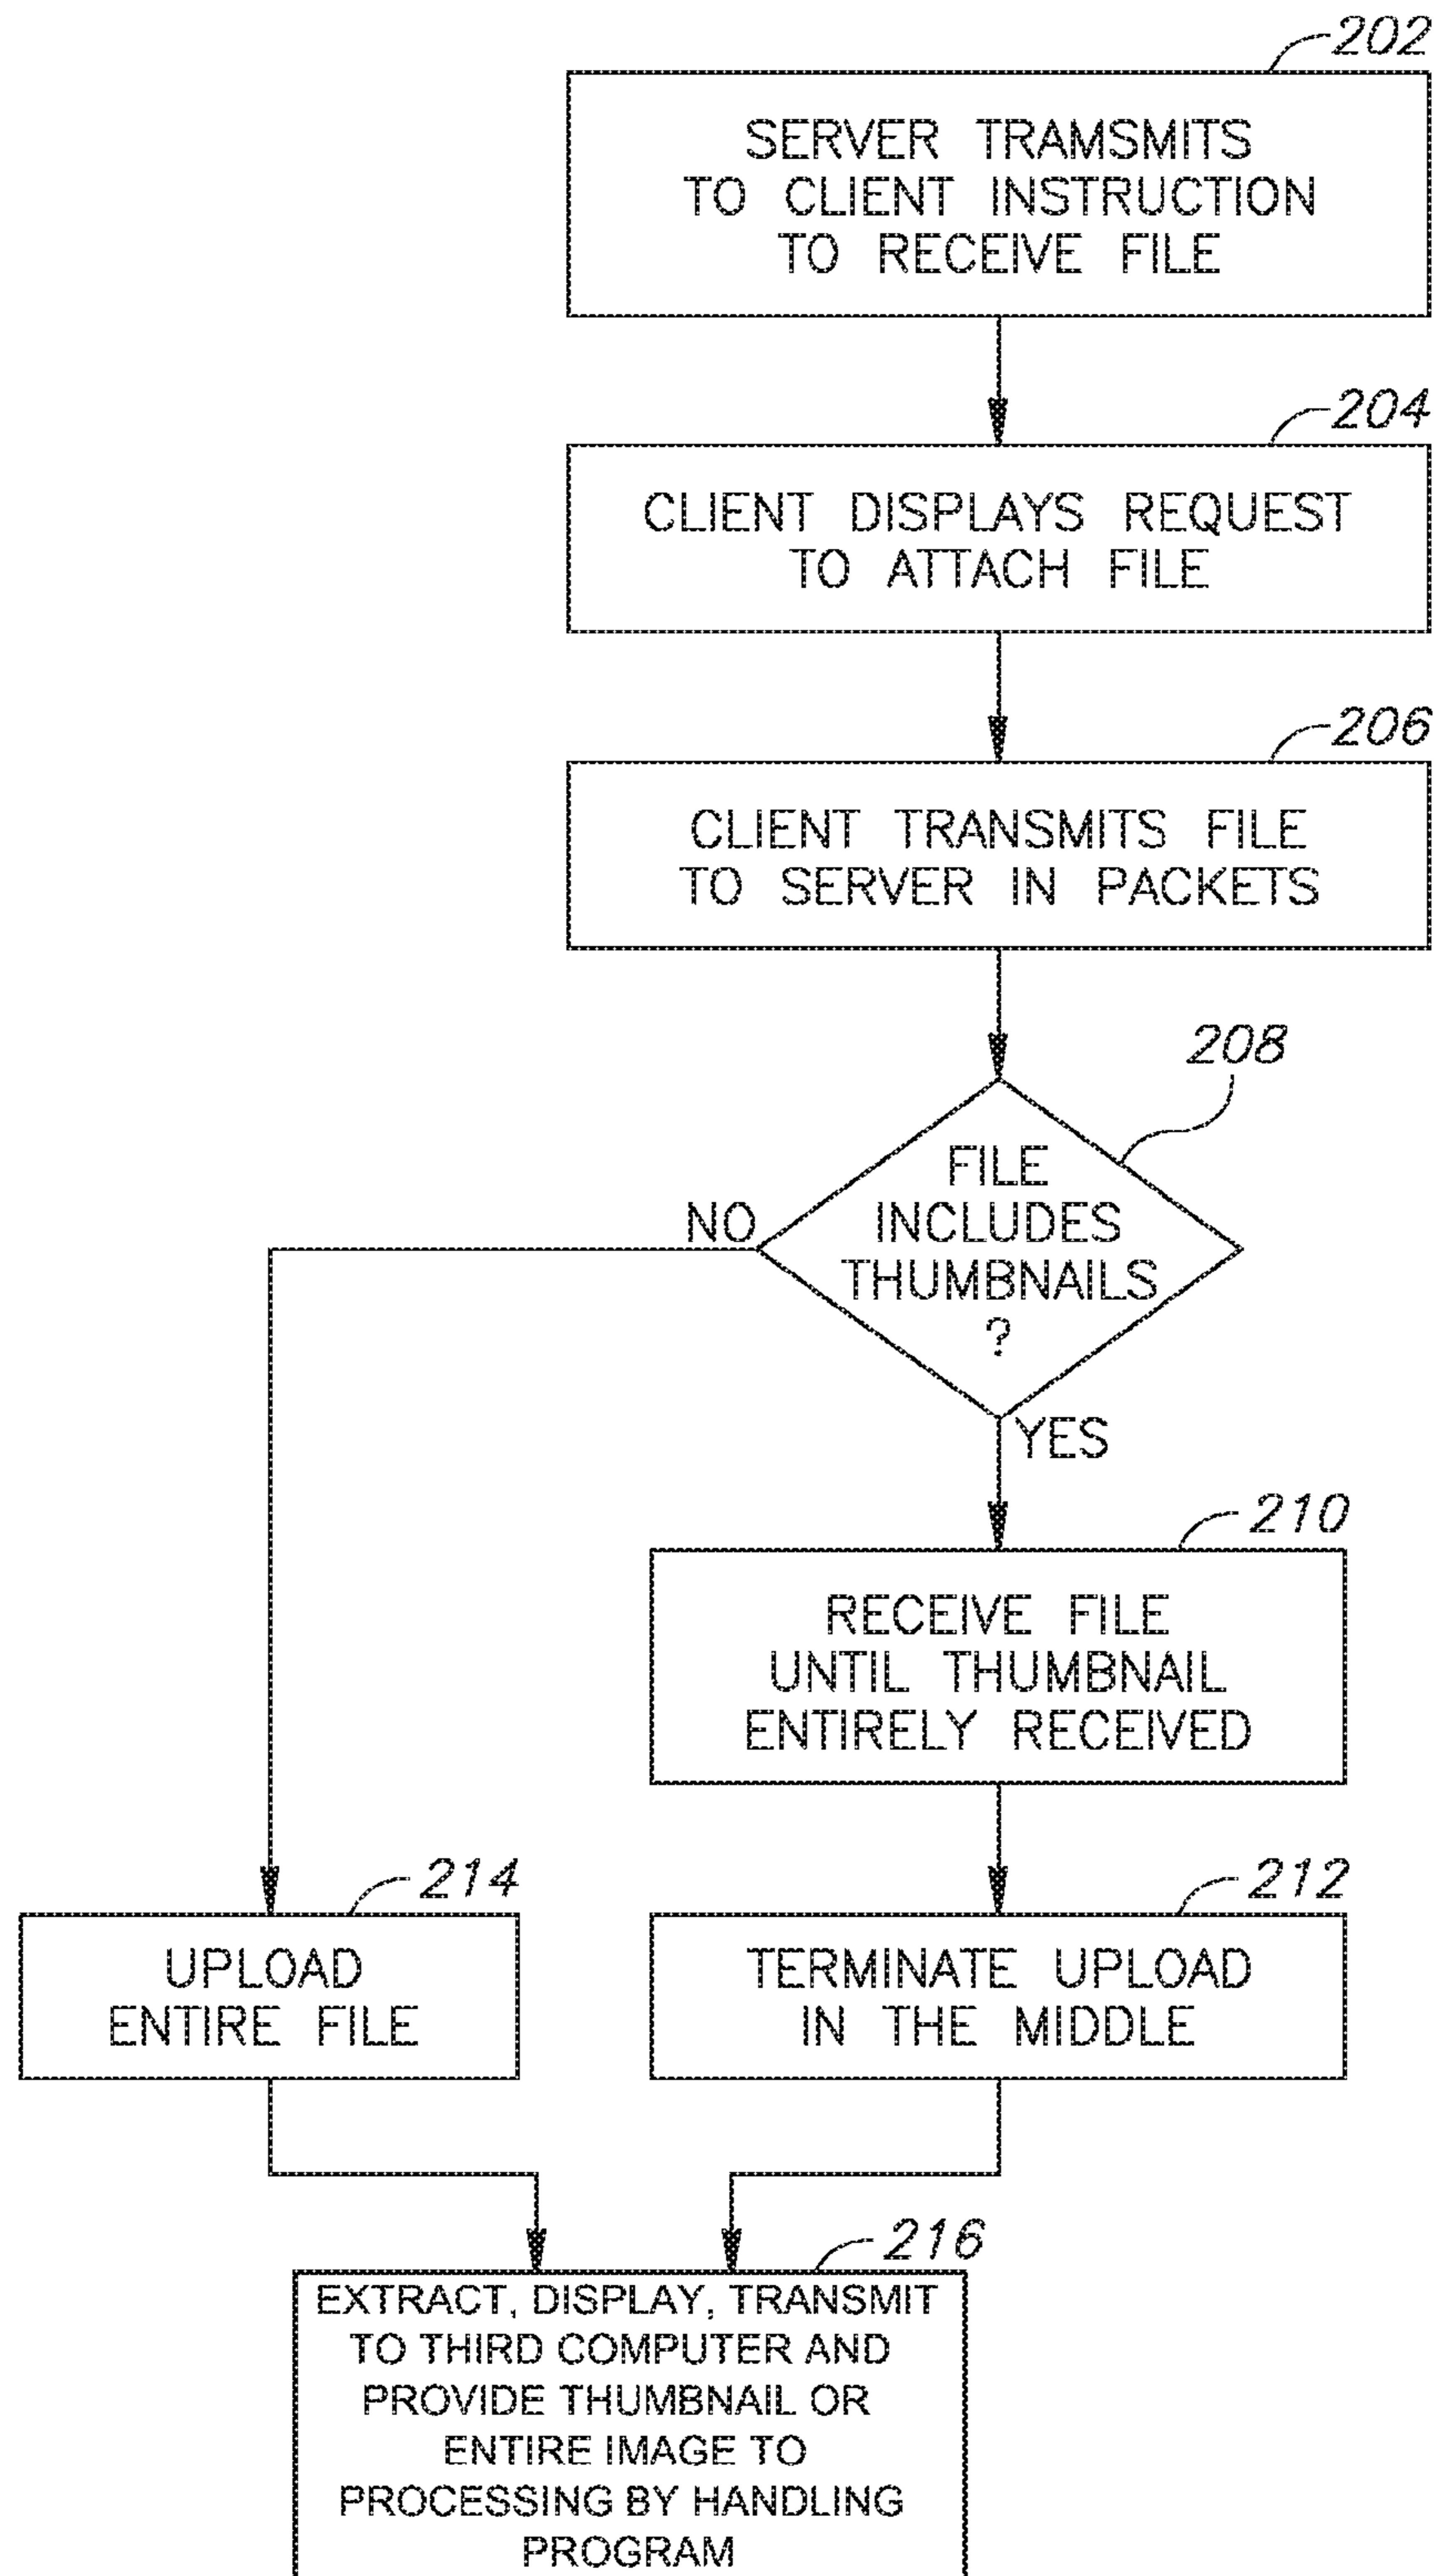 202
SERVER TRAMSMITS
TO CLIENT INSTRUCTION
TO RECEIVE FILE
204
CLIENT DISPLAYS REQUEST
TO ATTACH FILE
206
CLIENT TRANSMITS FILE
TO SERVER IN PACKETS
208
FILE
INCLUDES
THUMBNAILS
?
NO
YES
210
RECEIVE FILE
UNTIL THUMBNAIL
ENTIRELY RECEIVED
214
UPLOAD
ENTIRE FILE
212
TERMINATE UPLOAD
IN THE MIDDLE
216
EXTRACT, DISPLAY, TRANSMIT
TO THIRD COMPUTER AND
PROVIDE THUMBNAIL OR
ENTIRE IMAGE TO
PROCESSING BY HANDLING
PROGRAM